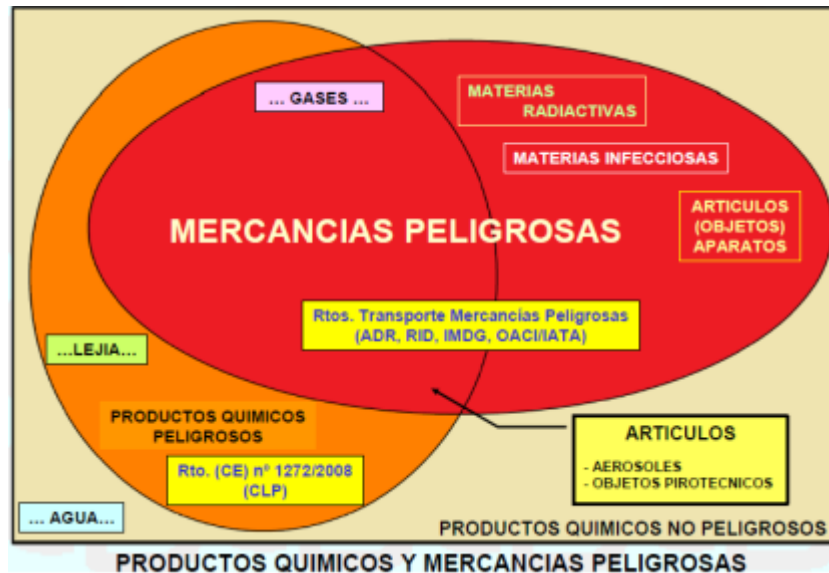 ... GASES ...
MATERIAS
RADIACTIVAS
MATERIAS INFECCIOSAS
ARTICULOS
(OBJETOS)
APARATOS
MERCANCIAS PELIGROSAS
Rtos. Transporte Mercancías Peligrosas
(ADR, RID, IMDG, OACI/IATA)
...LEJIA...
PRODUCTOS QUIMICOS
PELIGROSOS
Rto. (CE) nº 1272/2008
(CLP)
ARTICULOS
- AEROSOLES
- OBJETOS PIROTECNICOS
... AGUA...
PRODUCTOS QUIMICOS NO PELIGROSOS
PRODUCTOS QUIMICOS Y MERCANCIAS PELIGROSAS